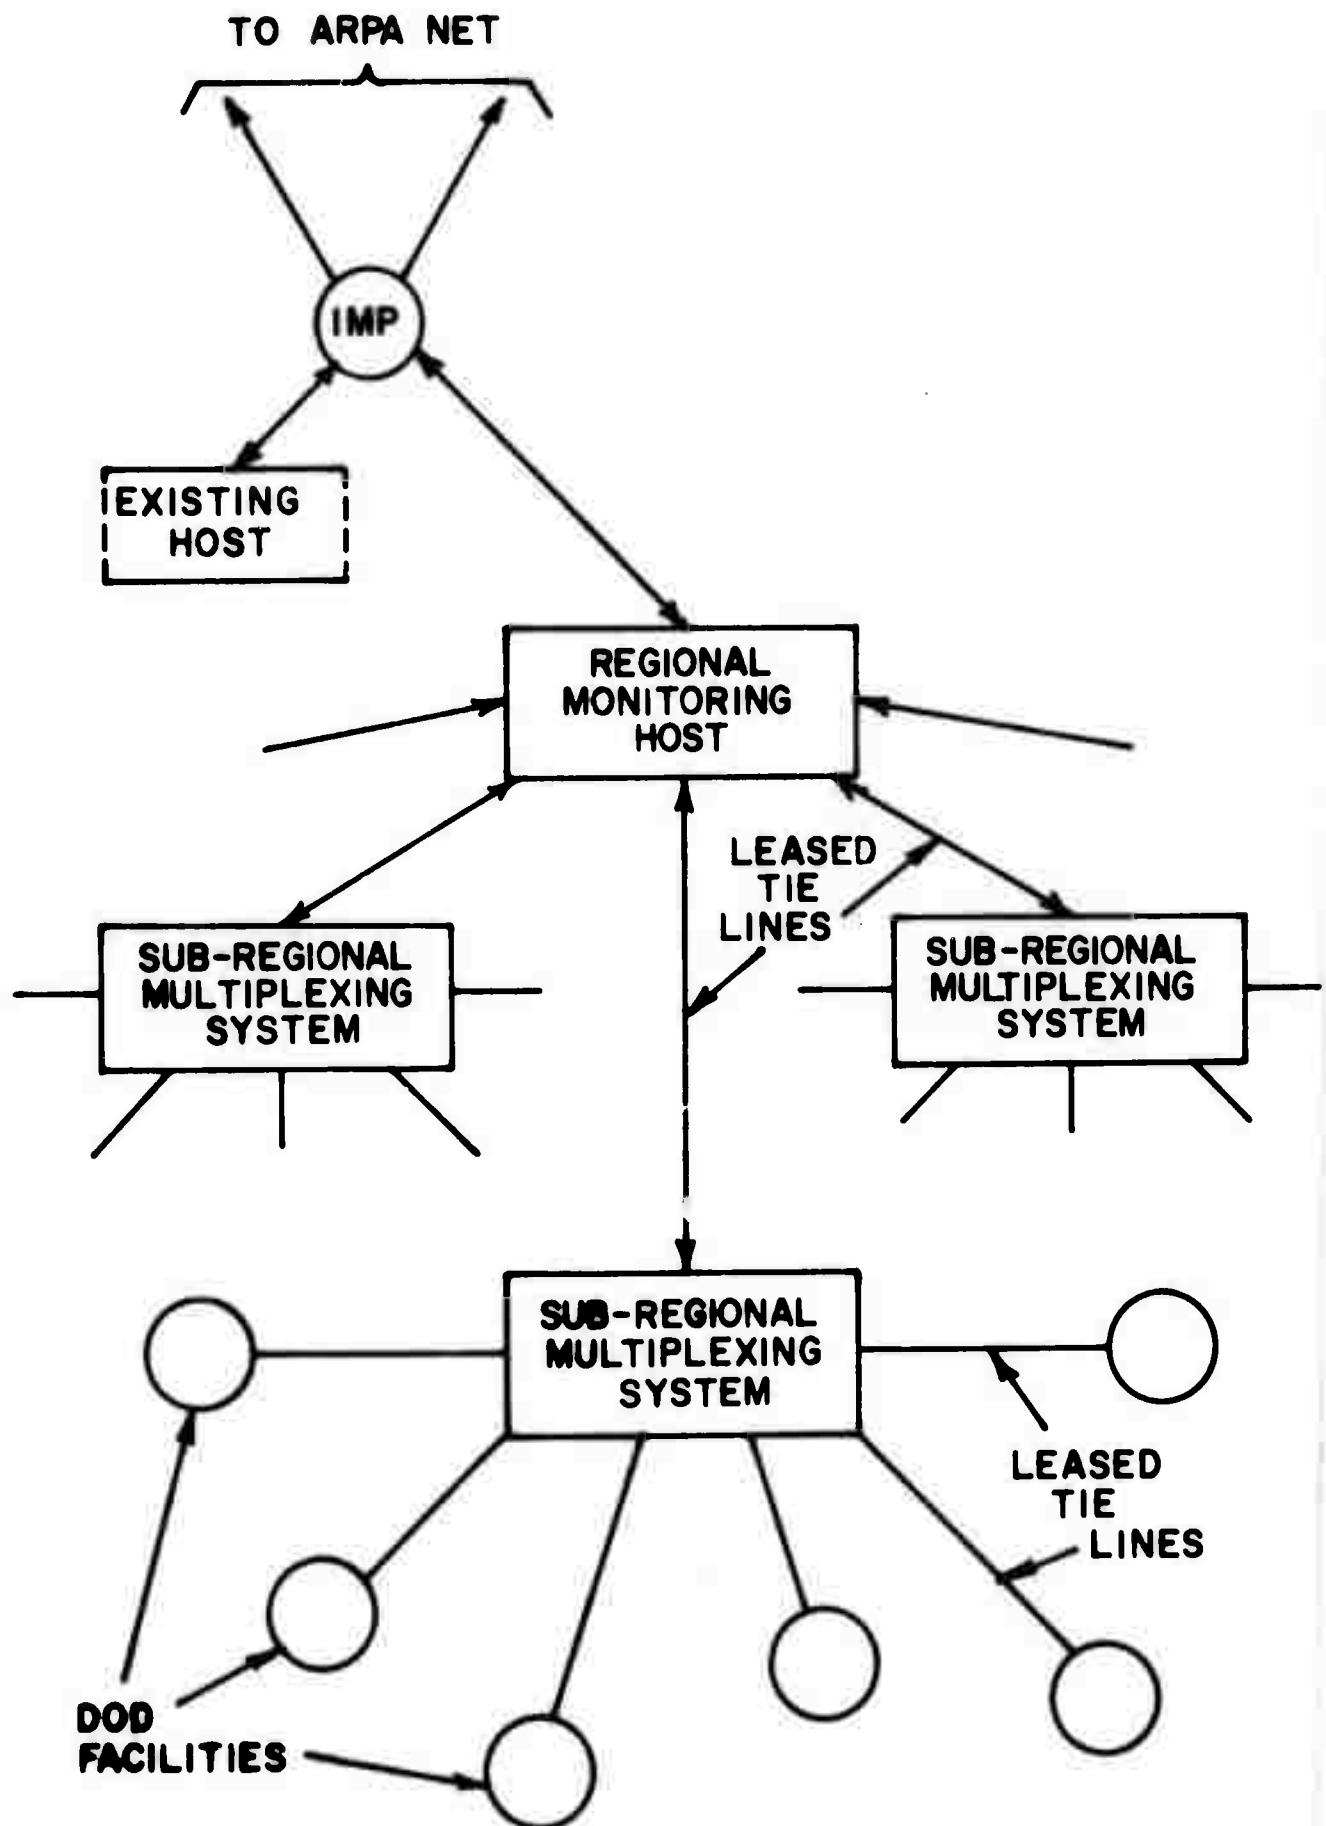 TO ARPA NET
IMP
EXISTING
HOST
REGIONAL
MONITORING
HOST
LEASED
TIE
LINES
SUB-REGIONAL
MULTIPLEXING
SYSTEM
SUB-REGIONAL
MULTIPLEXING
SYSTEM
SUB-REGIONAL
MULTIPLEXING
SYSTEM
LEASED
TIE
LINES
DOD
FACILITIES